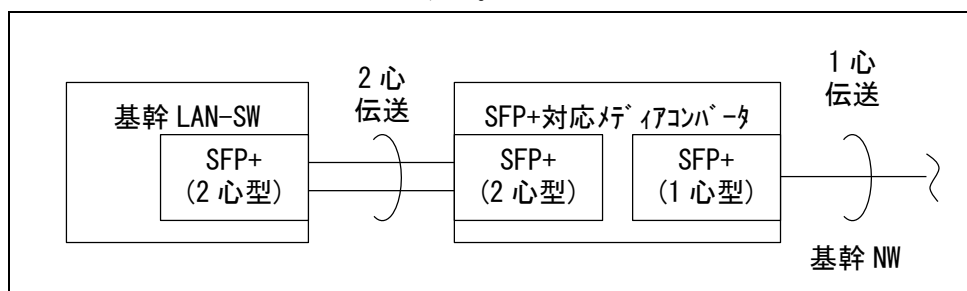 基幹 LAN-SW
SFP+
(2 心型)
2 心
伝送
SFP+対応ﾒﾃﾞｨｱｺﾝﾊﾞｰﾀ
SFP+
(2 心型)
SFP+
(1 心型)
1 心
伝送
基幹 NW